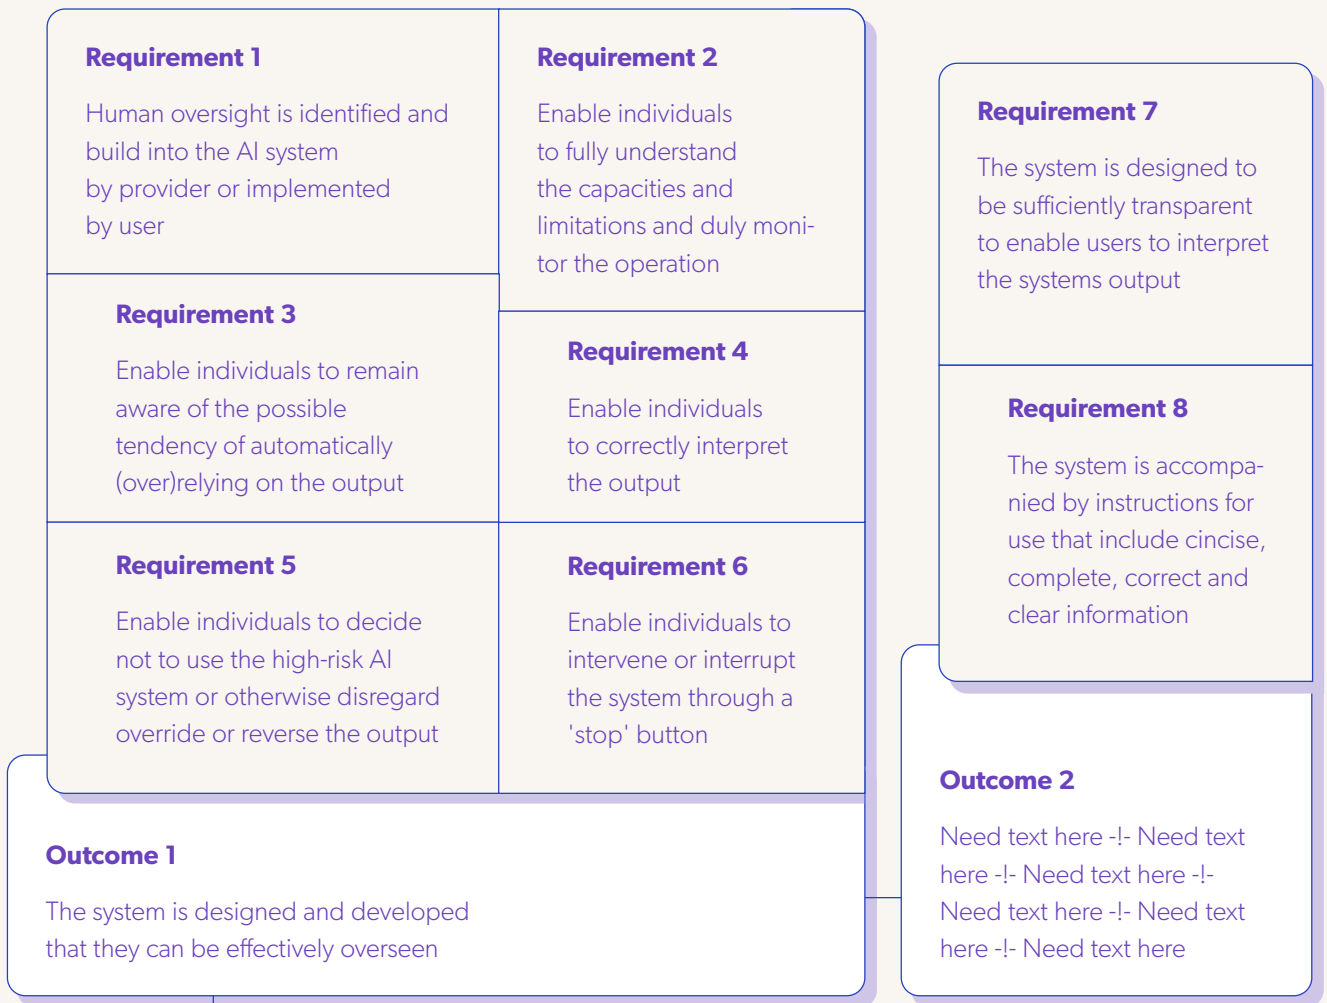 Requirement 1
Human oversight is identified and
build into the AI system
by provider or implemented
by user
Requirement 2
Enable individuals
to fully understand
the capacities and
limitations and duly moni-
tor the operation
Requirement 3
Enable individuals to remain
aware of the possible
tendency of automatically
(over)relying on the output
Requirement 4
Enable individuals
to correctly interpret
the output
Requirement 5
Enable individuals to decide
not to use the high-risk AI
system or otherwise disregard
override or reverse the output
Requirement 6
Enable individuals to
intervene or interrupt
the system through a
'stop' button
Outcome 1
The system is designed and developed
that they can be effectively overseen
Requirement 7
The system is designed to
be sufficiently transparent
to enable users to interpret
the systems output
Requirement 8
The system is accompa-
nied by instructions for
use that include cincise,
complete, correct and
clear information
Outcome 2
Need text here -!- Need text
here -!- Need text here -!-
Need text here -!- Need text
here -!- Need text here